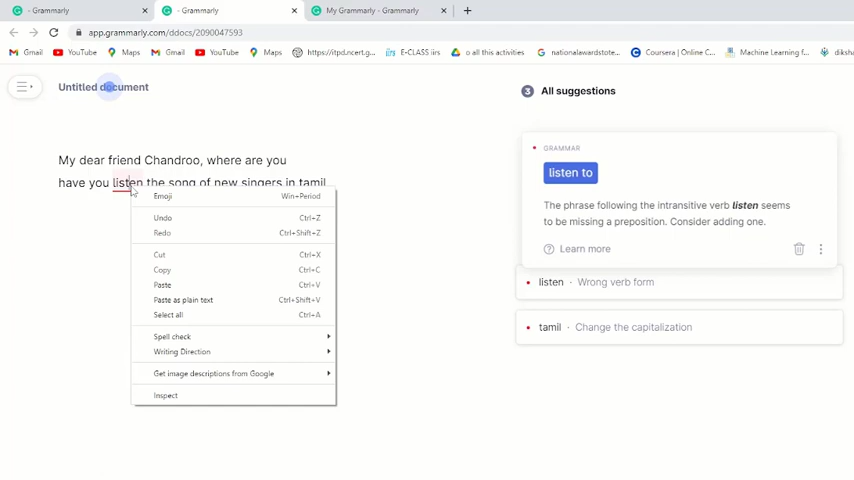 - Grammarly
- Grammarly
My Grammarly - Grammarly
app.grammarly.com/ddocs/2090047593
Gmail
YouTube
Maps
Gmail
YouTube
Maps
https://itpd.ncert.g...
E-CLASS iirs
o all this activities
nationalawardstote...
Coursera | Online C...
Machine Learning f...
diksha
Untitled document
3 All suggestions
My dear friend Chandroo, where are you
have you listen the song of new singers in tamil
Emoji Win+Period
Undo Ctrl+Z
Redo Ctrl+Shift+Z
Cut Ctrl+X
Copy Ctrl+C
Paste Ctrl+V
Paste as plain text Ctrl+Shift+V
Select all Ctrl+A
Spell check
Writing Direction
Get image descriptions from Google
Inspect
GRAMMAR
listen to
The phrase following the intransitive verb listen seems
to be missing a preposition. Consider adding one.
Learn more
listen · Wrong verb form
tamil · Change the capitalization